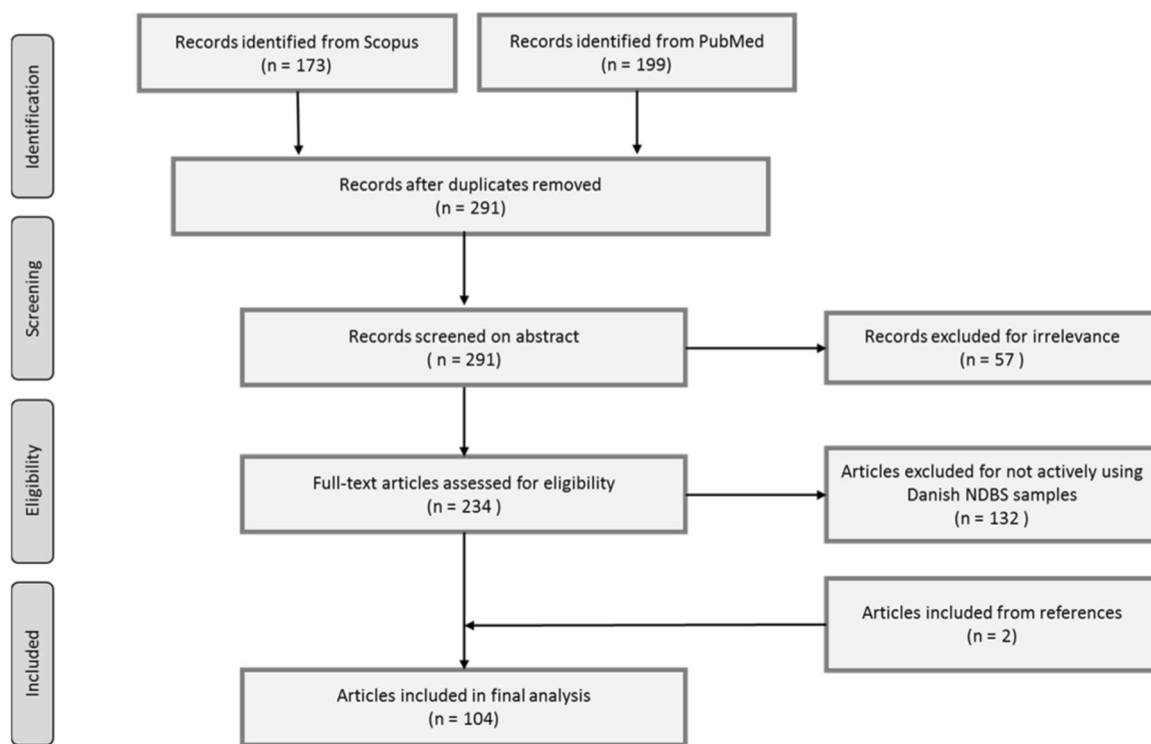 Identification
Records identified from Scopus
(n = 173)
Records identified from PubMed
(n = 199)
Records after duplicates removed
(n = 291)
Screening
Records screened on abstract
( n = 291)
Records excluded for irrelevance
(n = 57 )
Eligibility
Full-text articles assessed for eligibility
(n = 234 )
Articles excluded for not actively using
Danish NDBS samples
(n = 132 )
Included
Articles included from references
(n = 2)
Articles included in final analysis
(n = 104)